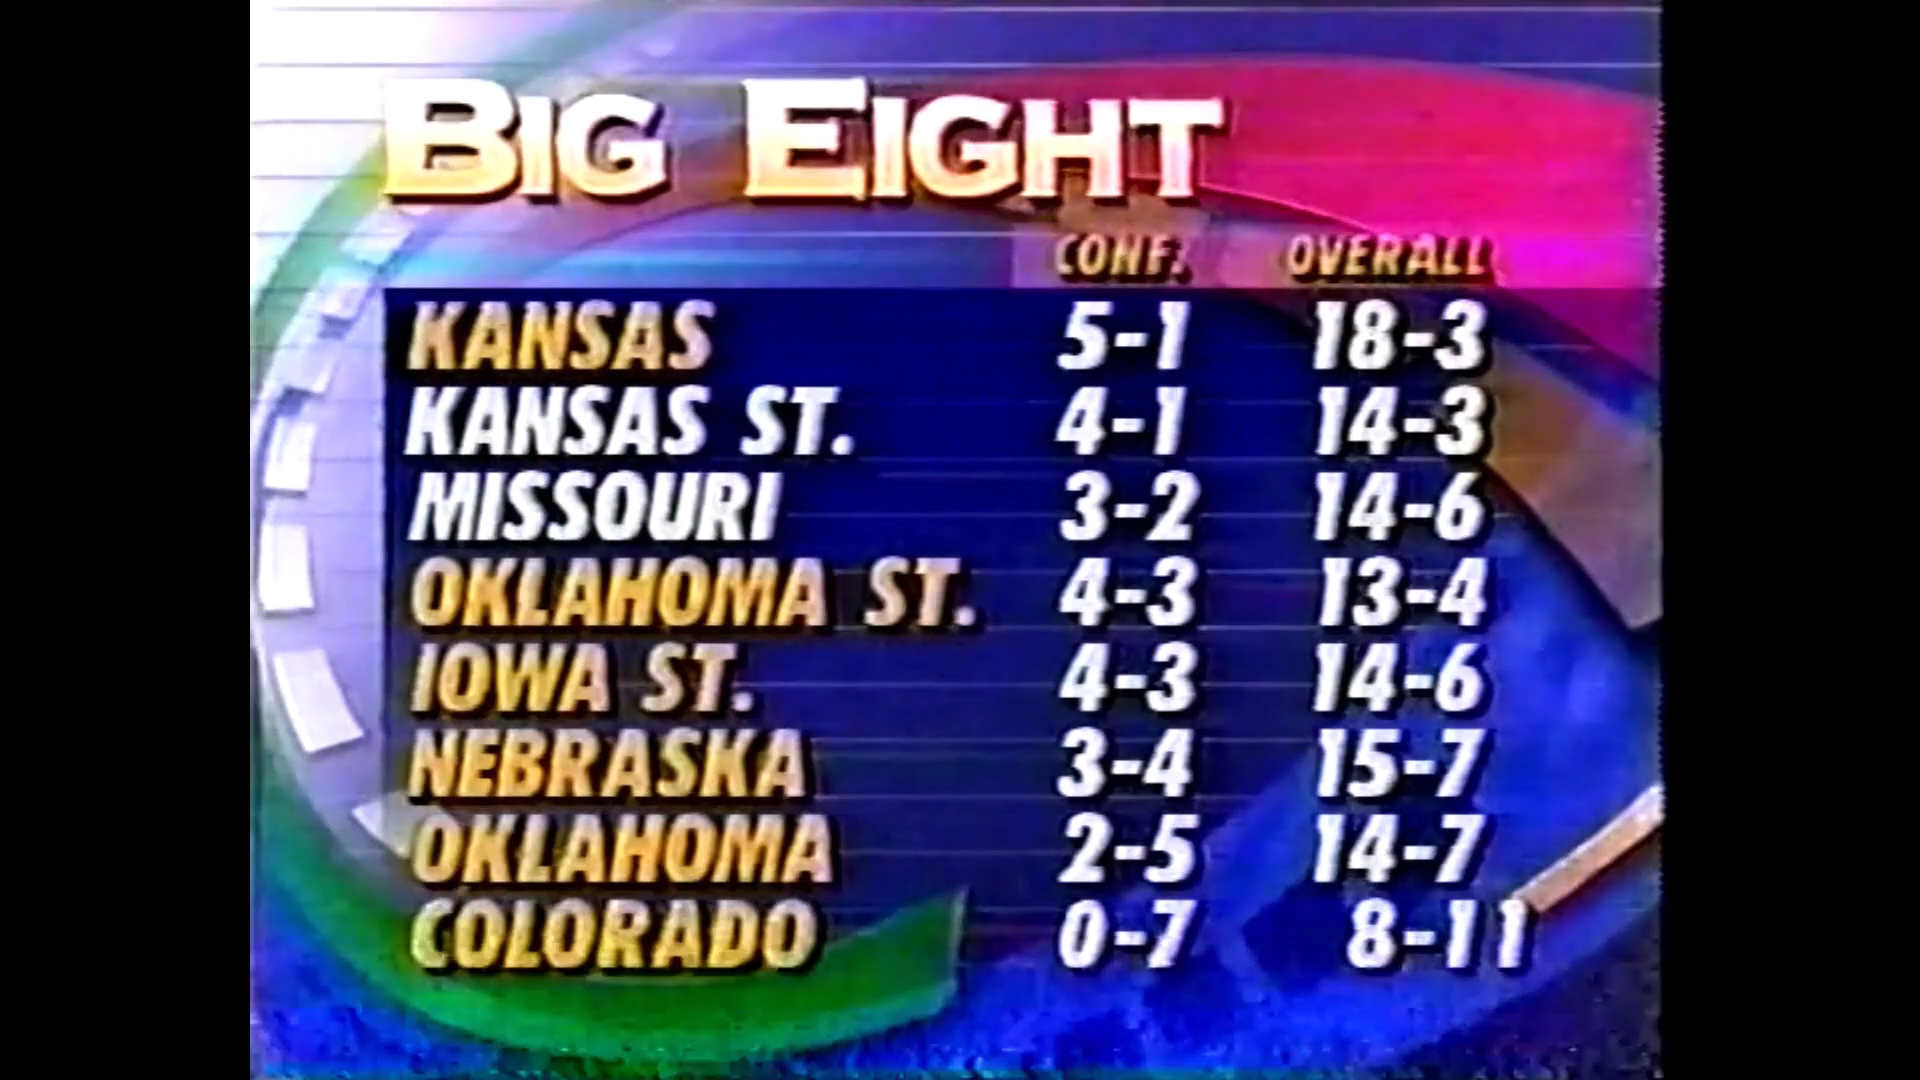 BIG EIGHT
CONF. OVERALL
KANSAS 5-1 18-3
KANSAS ST. 4-1 14-3
MISSOURI 3-2 14-6
OKLAHOMA ST. 4-3 13-4
IOWA ST. 4-3 14-6
NEBRASKA 3-4 15-7
OKLAHOMA 2-5 14-7
COLORADO 0-7 8-11